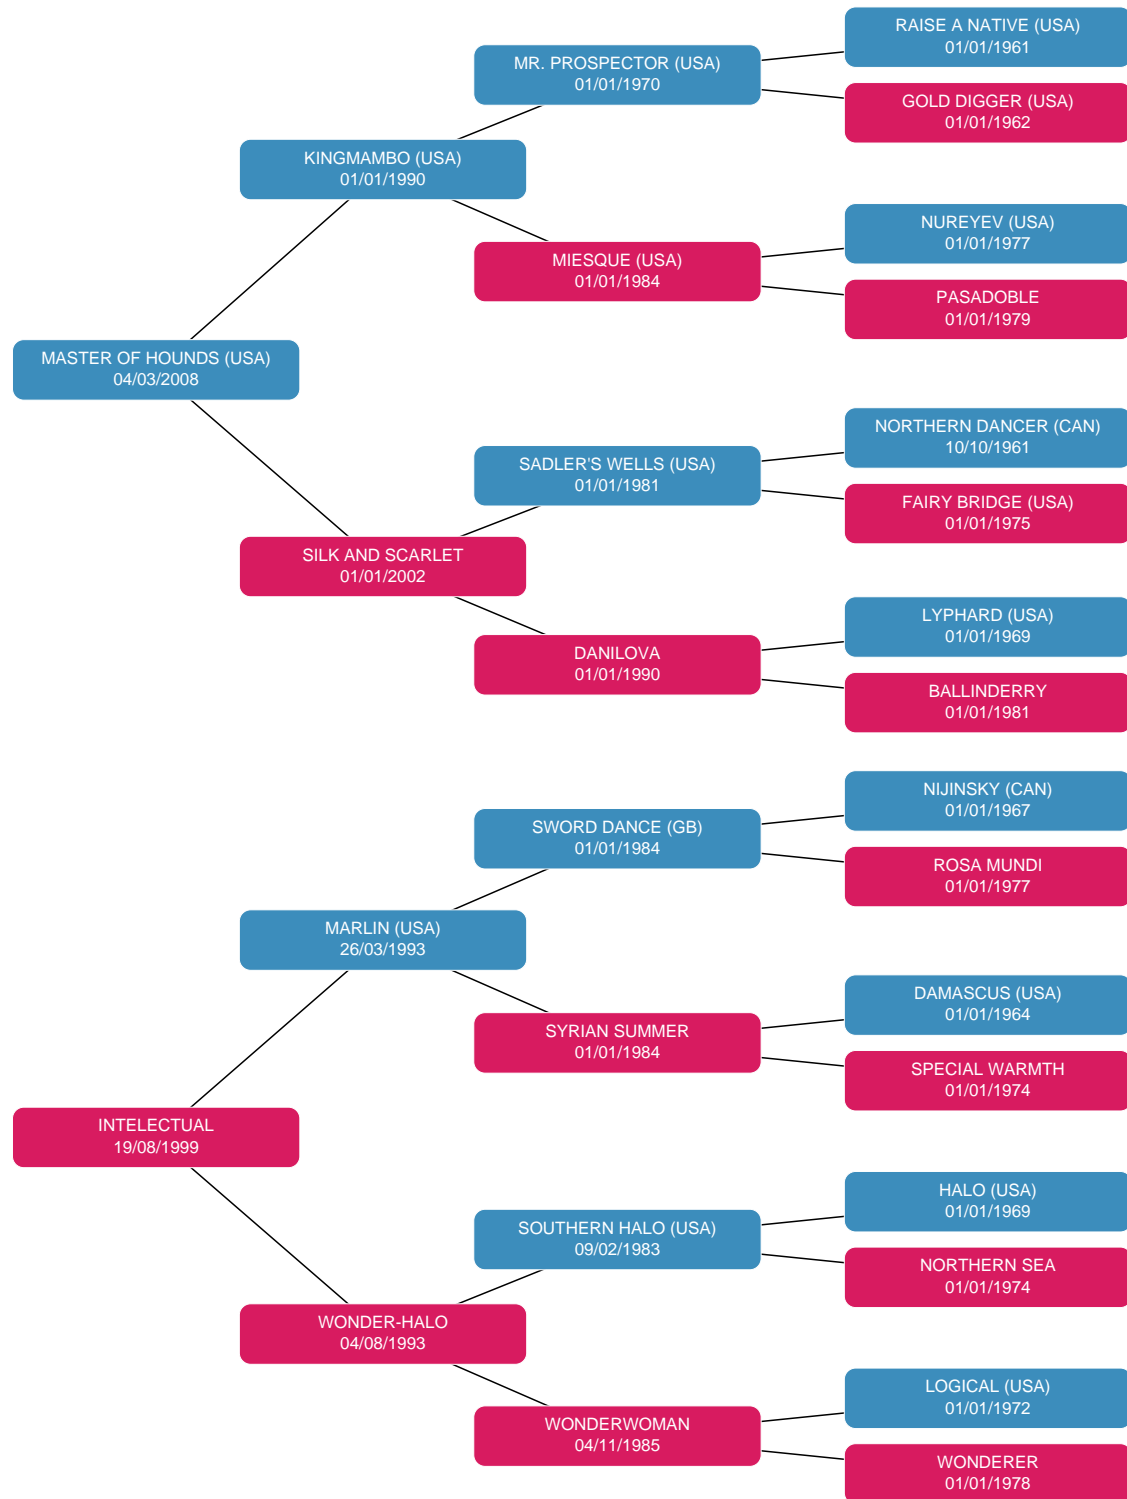 RAISE A NATIVE (USA)
01/01/1961
MR. PROSPECTOR (USA)
01/01/1970
GOLD DIGGER (USA)
01/01/1962
KINGMAMBO (USA)
01/01/1990
NUREYEV (USA)
01/01/1977
MIESQUE (USA)
01/01/1984
PASADOBLE
01/01/1979
MASTER OF HOUNDS (USA)
04/03/2008
NORTHERN DANCER (CAN)
10/10/1961
SADLER'S WELLS (USA)
01/01/1981
FAIRY BRIDGE (USA)
01/01/1975
SILK AND SCARLET
01/01/2002
LYPHARD (USA)
01/01/1969
DANILOVA
01/01/1990
BALLINDERRY
01/01/1981
NIJINSKY (CAN)
01/01/1967
SWORD DANCE (GB)
01/01/1984
ROSA MUNDI
01/01/1977
MARLIN (USA)
26/03/1993
DAMASCUS (USA)
01/01/1964
SYRIAN SUMMER
01/01/1984
SPECIAL WARMTH
01/01/1974
INTELECTUAL
19/08/1999
HALO (USA)
01/01/1969
SOUTHERN HALO (USA)
09/02/1983
NORTHERN SEA
01/01/1974
WONDER-HALO
04/08/1993
LOGICAL (USA)
01/01/1972
WONDERWOMAN
04/11/1985
WONDERER
01/01/1978